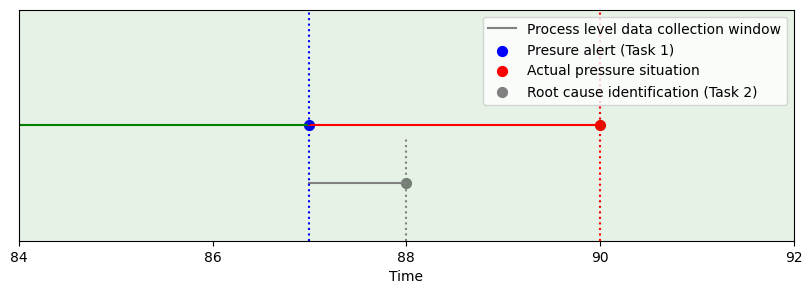 Process level data collection window
Presure alert (Task 1)
Actual pressure situation
Root cause identification (Task 2)
84 86 88 90 92
Time